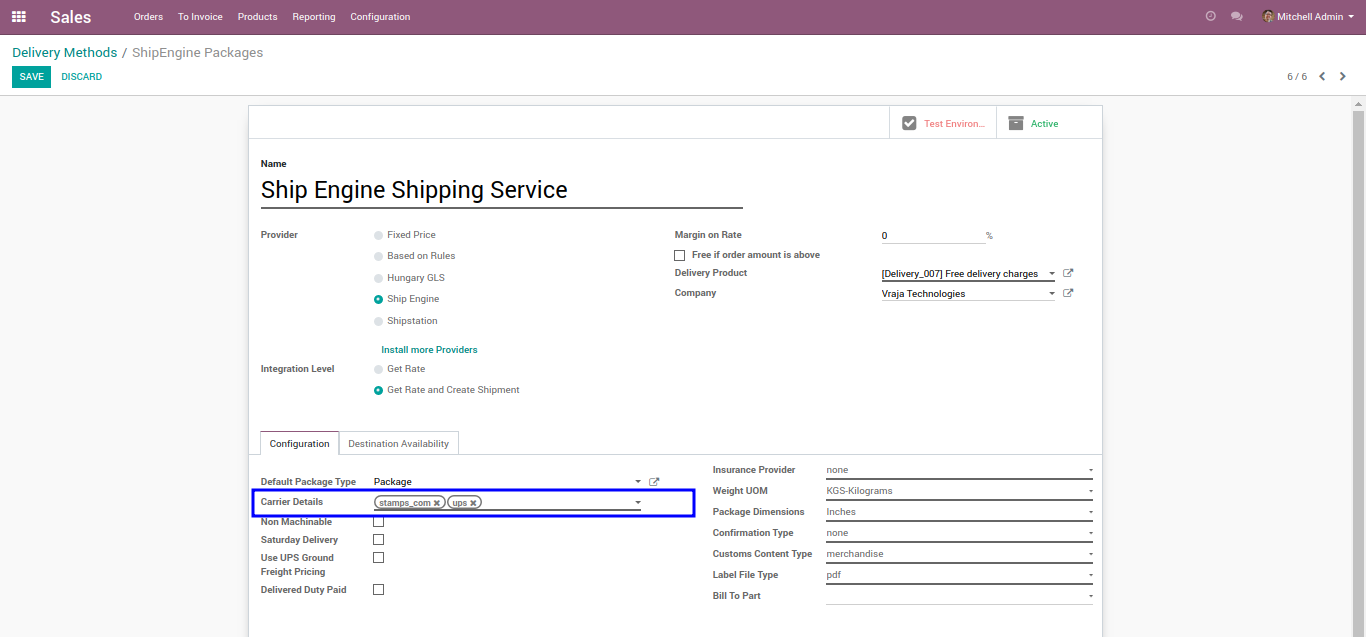 Sales Orders To Invoice Products Reporting Configuration Mitchell Admin
Delivery Methods / ShipEngine Packages
SAVE DISCARD 6 / 6
Test Environ... Active
Name
Ship Engine Shipping Service
Provider
Fixed Price
Based on Rules
Hungary GLS
Ship Engine
Shipstation
Install more Providers
Integration Level
Get Rate
Get Rate and Create Shipment
Margin on Rate 0 %
Free if order amount is above
Delivery Product [Delivery_007] Free delivery charges
Company Vraja Technologies
Configuration Destination Availability
Default Package Type Package
Carrier Details stamps_com ups
Non Machinable
Saturday Delivery
Use UPS Ground
Freight Pricing
Delivered Duty Paid
Insurance Provider none
Weight UOM KGS-Kilograms
Package Dimensions Inches
Confirmation Type none
Customs Content Type merchandise
Label File Type pdf
Bill To Part